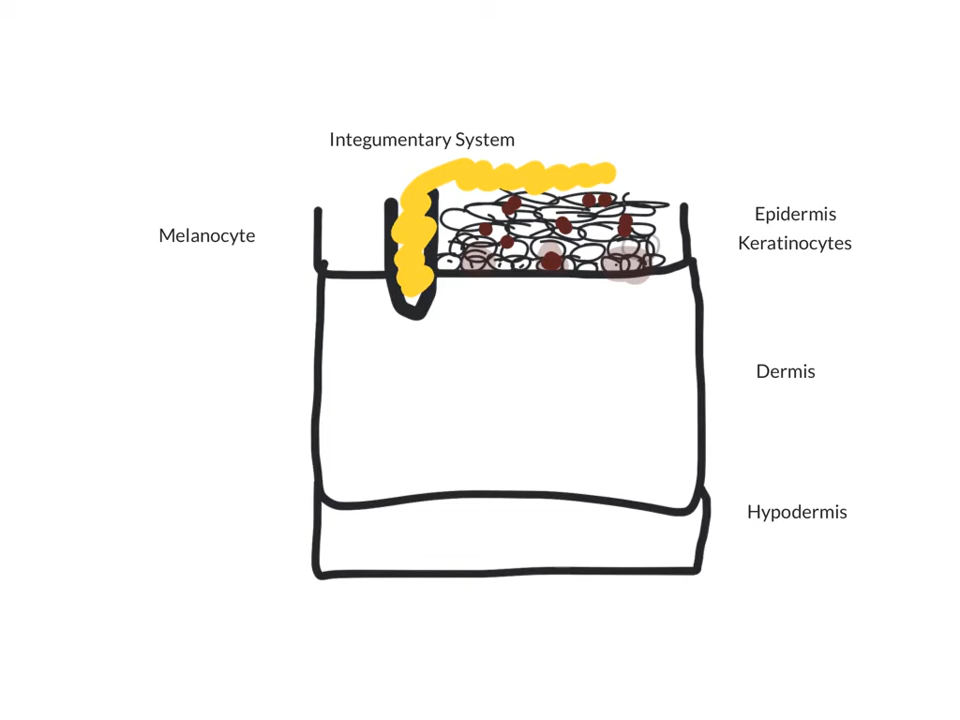 Integumentary System
Melanocyte
Epidermis
Keratinocytes
Dermis
Hypodermis